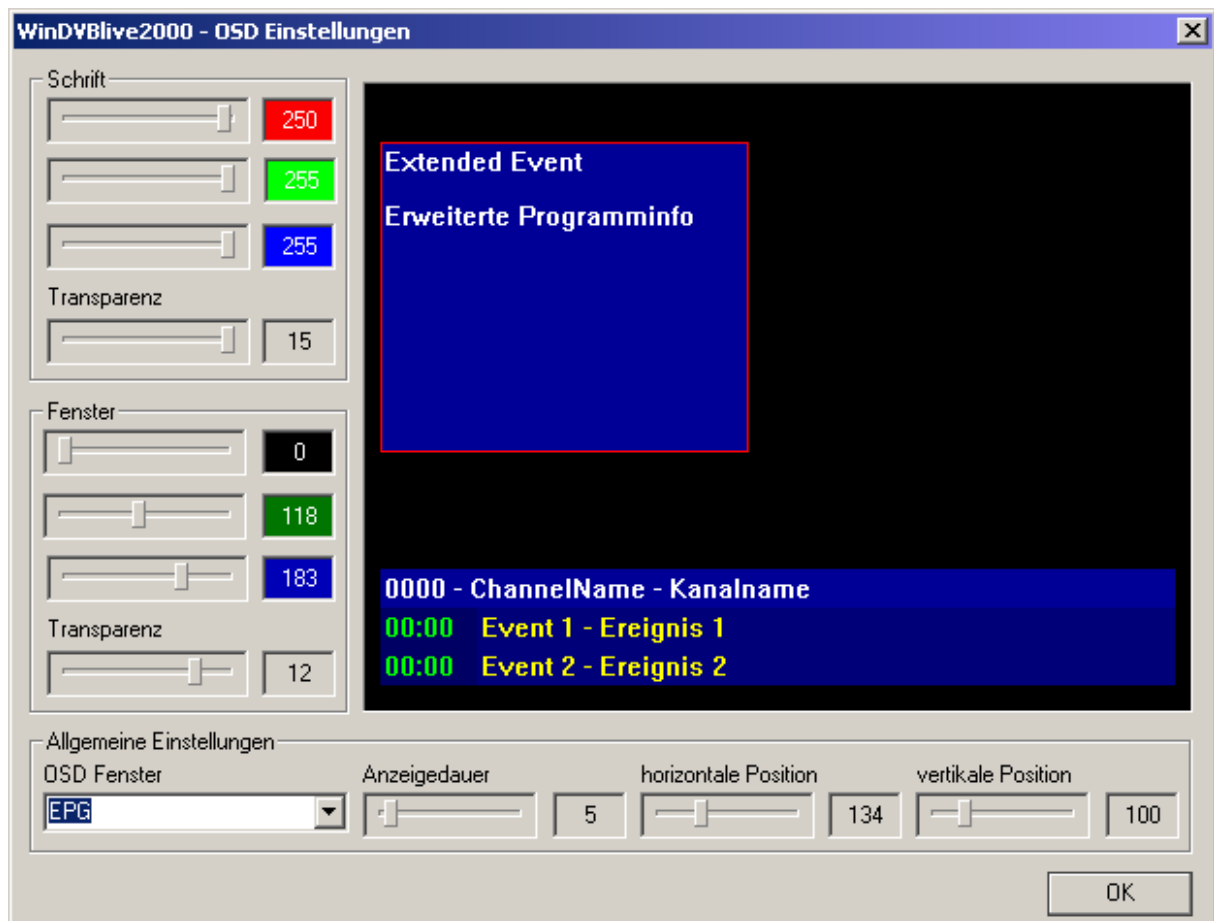 WinDVBlive2000 - OSD Einstellungen
Schrift
250
255
255
Transparenz
15
Fenster
0
118
183
Transparenz
12
Extended Event
Erweiterte Programminfo
0000 - ChannelName - Kanalname
00:00 Event 1 - Ereignis 1
00:00 Event 2 - Ereignis 2
Allgemeine Einstellungen
OSD Fenster
EPG
Anzeigedauer
5
horizontale Position
134
vertikale Position
100
OK